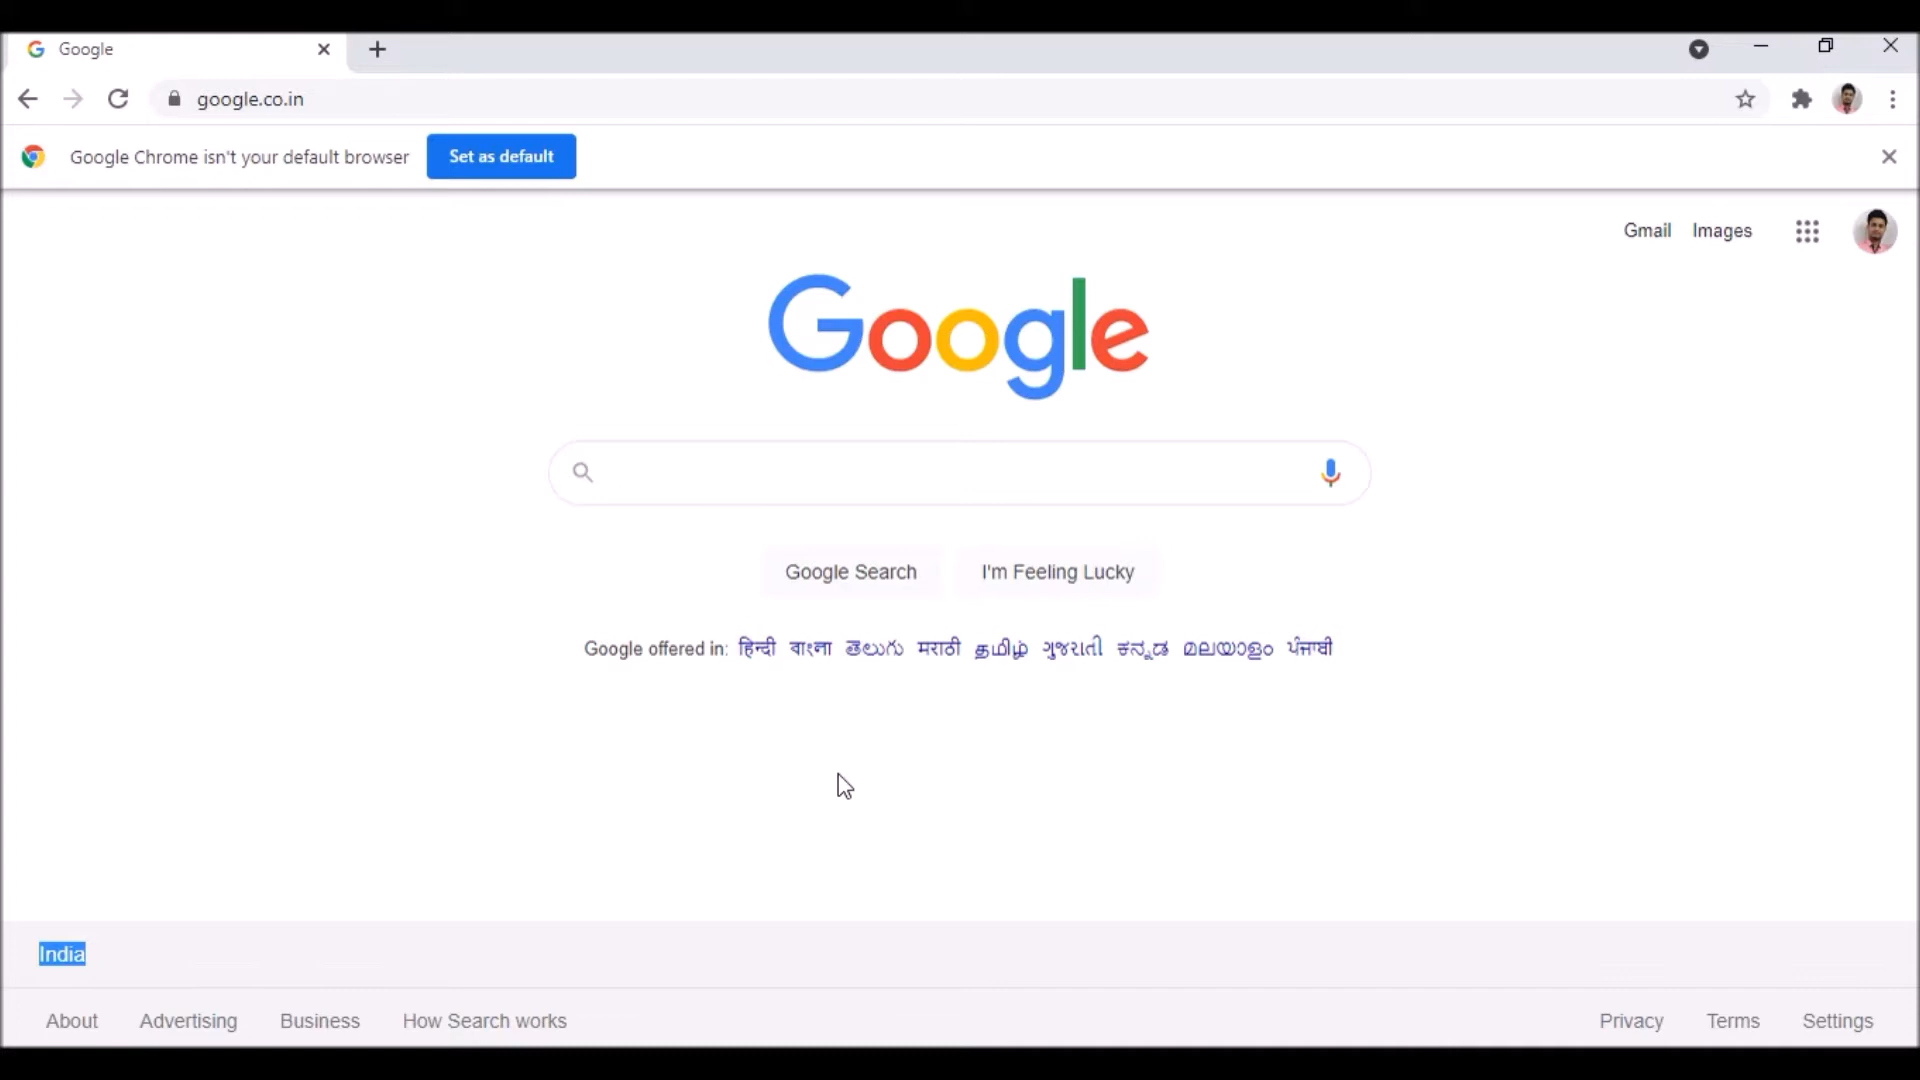 Google
google.co.in
Google Chrome isn't your default browser Set as default
Gmail Images
Google
Google Search I'm Feeling Lucky
Google offered in: हिन्दी বাংলা తెలుగు मराठी தமிழ் ગુજરાતી ಕನ್ನಡ മലയാളം ਪੰਜਾਬੀ
India
About Advertising Business How Search works Privacy Terms Settings